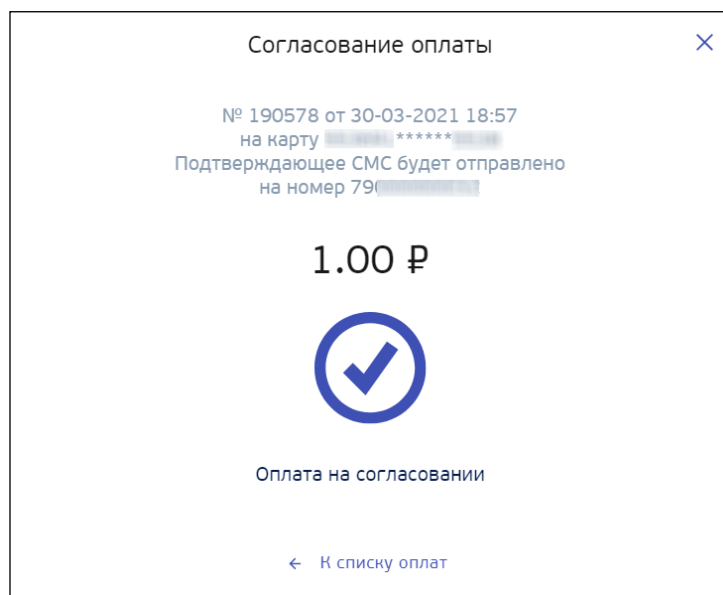 Согласование оплаты
№ 190578 от 30-03-2021 18:57
на карту ******
Подтверждающее СМС будет отправлено
на номер 790
1.00 ₽
Оплата на согласовании
← К списку оплат